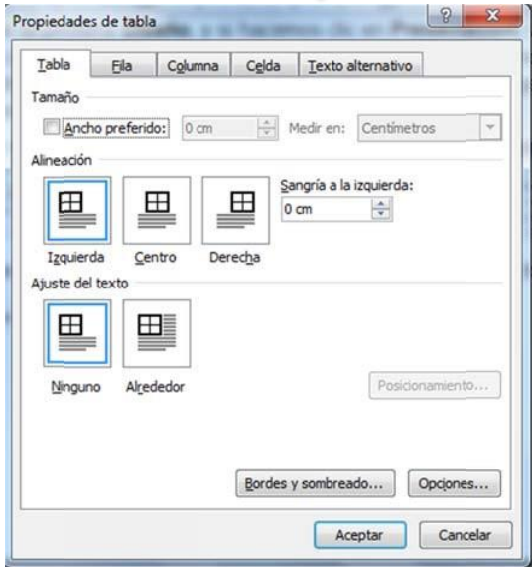 Propiedades de tabla
Tabla Fila Columna Celda Texto alternativo
Tamaño
Ancho preferido: 0 cm Medir en: Centímetros
Alineación
Sangría a la izquierda:
0 cm
Izquierda Centro Derecha
Ajuste del texto
Ninguno Alrededor
Posicionamiento...
Bordes y sombreado... Opciones...
Aceptar Cancelar